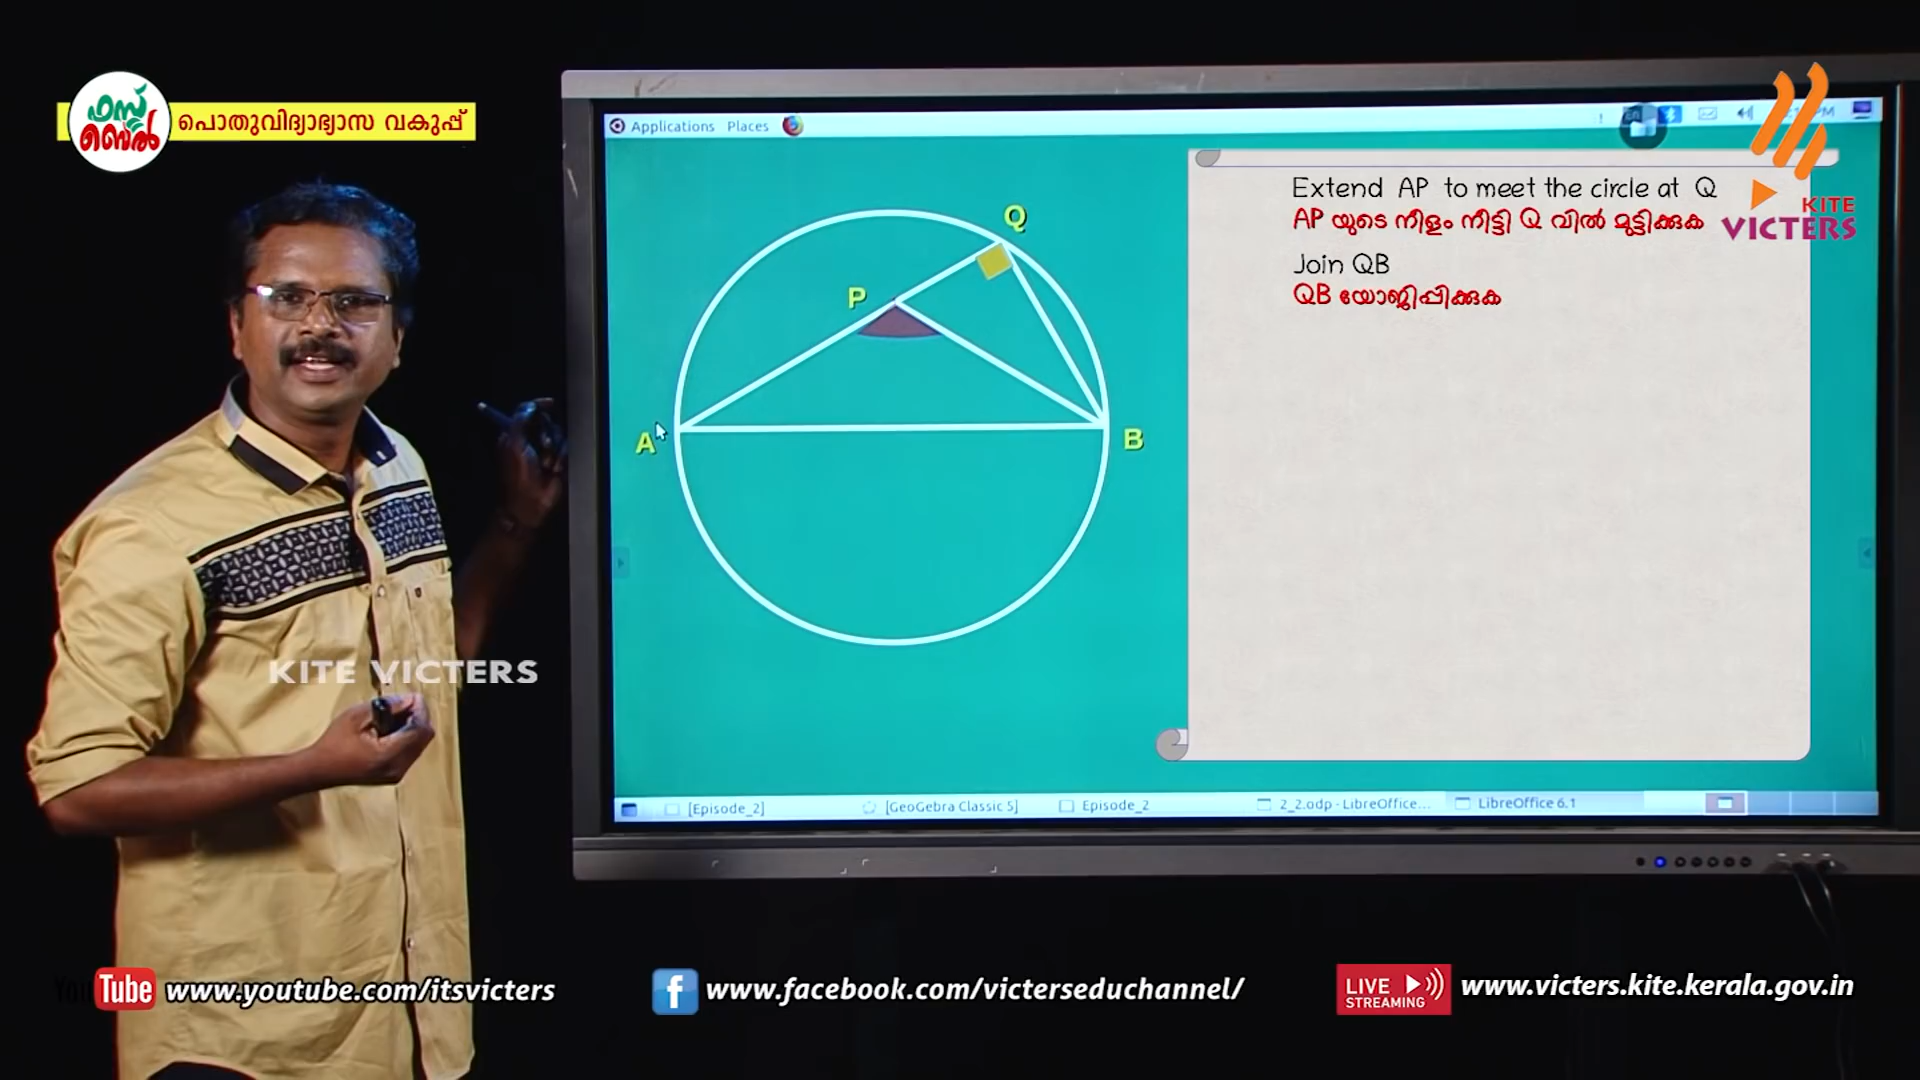 ഫസ്റ്റ്
ബെൽ
പൊതുവിദ്യാഭ്യാസ വകുപ്പ്
Applications Places
Extend AP to meet the circle at Q
AP യുടെ നീളം നീട്ടി Q വിൽ മുട്ടിക്കുക
Join QB
QB യോജിപ്പിക്കുക
KITE
VICTERS
Q
P
A
B
KITE VICTERS
[Episode_2]
[GeoGebra Classic 5]
Episode_2
2_2.odp - LibreOffice...
LibreOffice 6.1
You Tube www.youtube.com/itsvicters
f www.facebook.com/victerseduchannel/
LIVE
STREAMING
www.victers.kite.kerala.gov.in